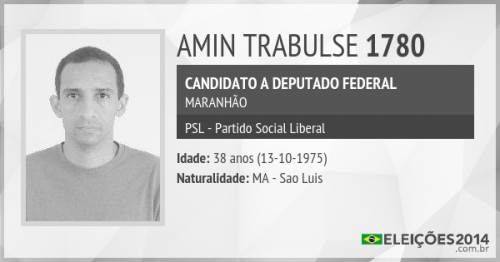 AMIN TRABULSE 1780
CANDIDATO A DEPUTADO FEDERAL
MARANHÃO
PSL - Partido Social Liberal
Idade: 38 anos (13-10-1975)
Naturalidade: MA - Sao Luis
ELEIÇÕES2014
.com.br